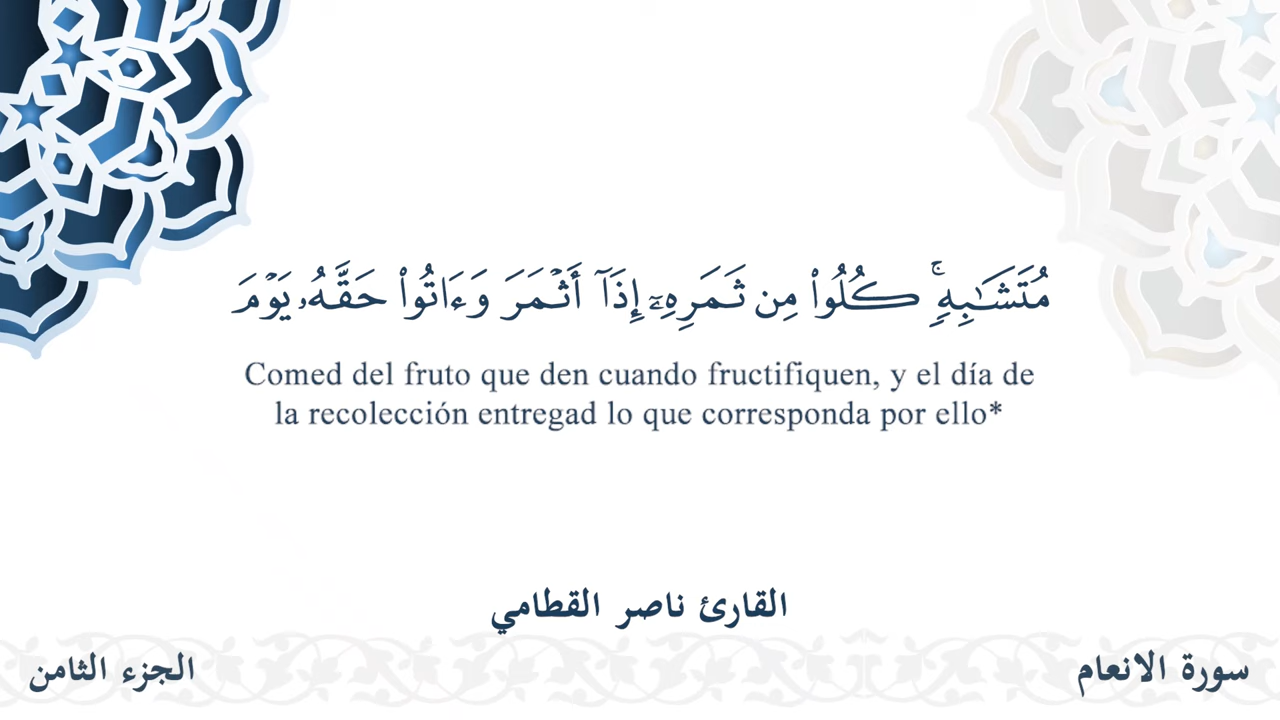 مُتَشَـٰبِهٍۢ ۚ كُلُوا۟ مِن ثَمَرِهِۦٓ إِذَآ أَثْمَرَ وَءَاتُوا۟ حَقَّهُۥ يَوْمَ
Comed del fruto que den cuando fructifiquen, y el día de
la recolección entregad lo que corresponda por ello*
القارئ ناصر القطامي
سورة الانعام
الجزء الثامن